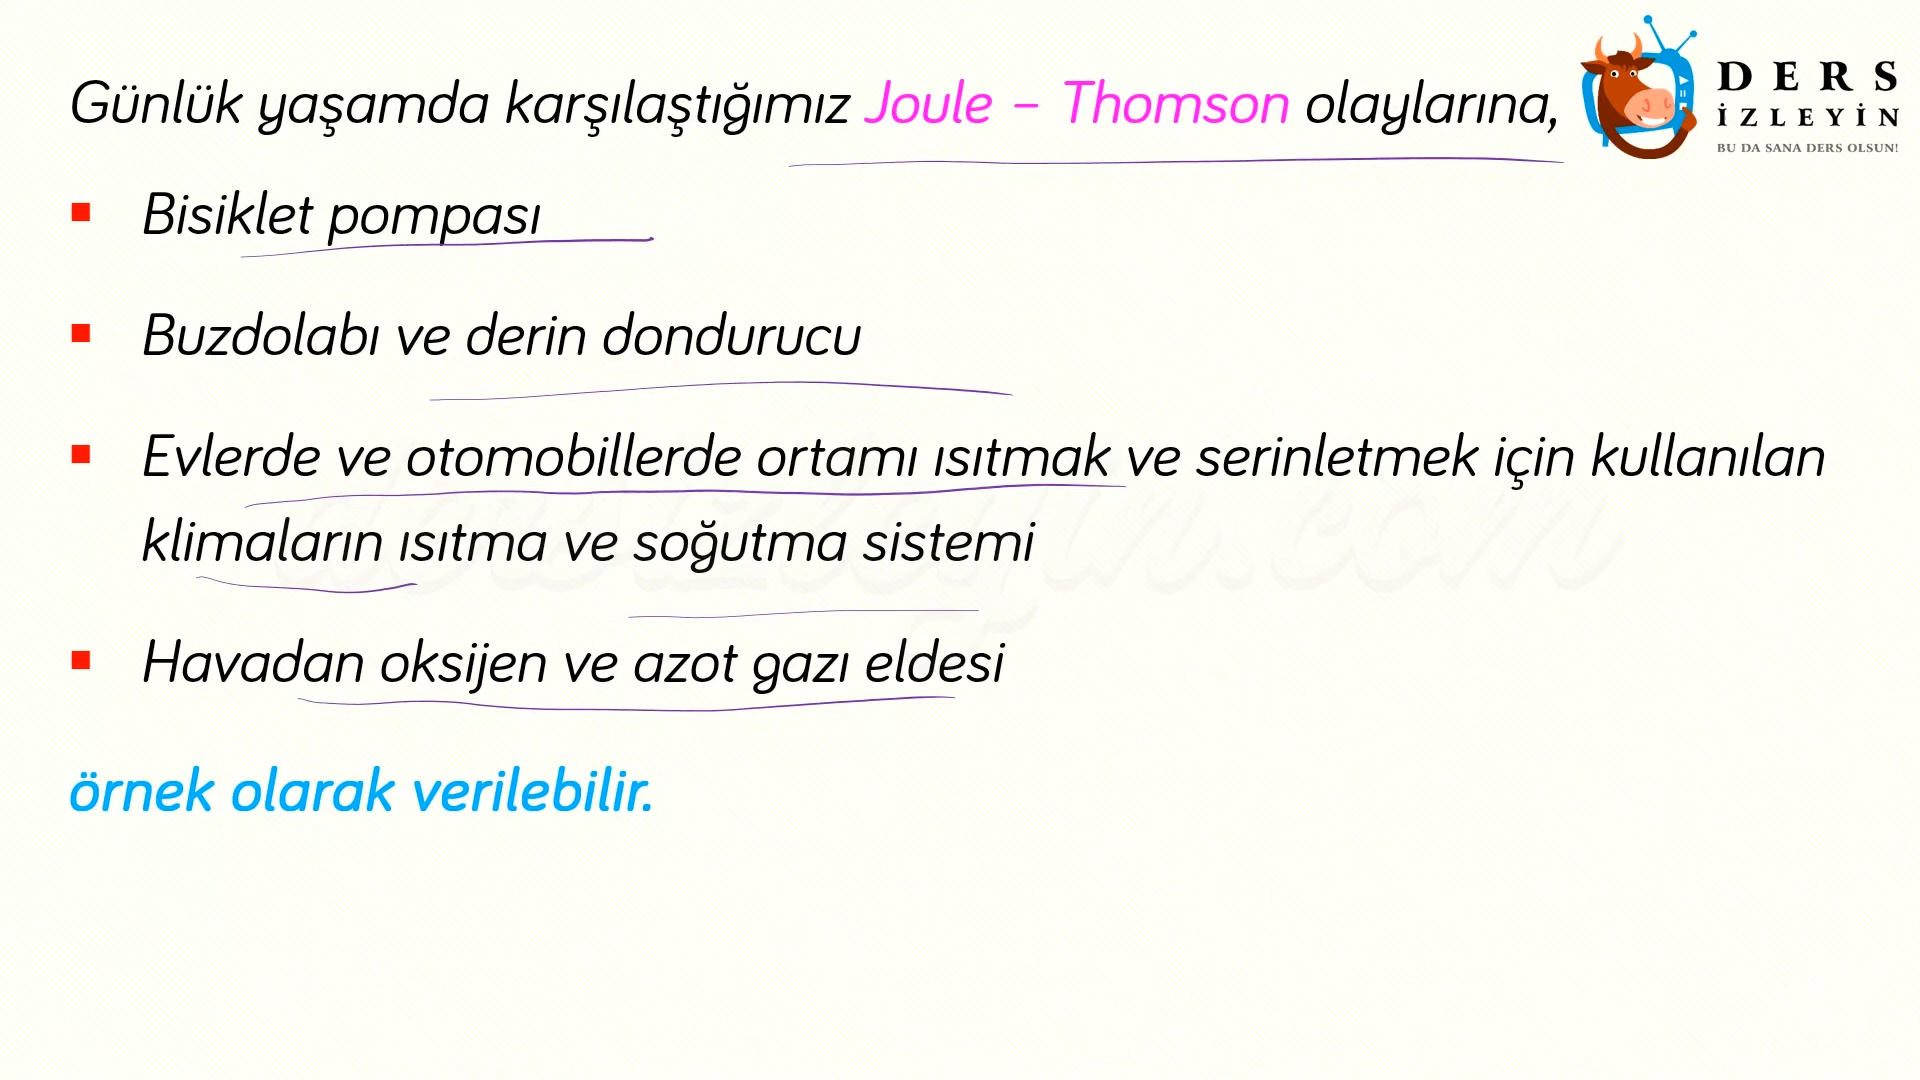 Günlük yaşamda karşılaştığımız Joule – Thomson olaylarına,
DERS
İZLEYİN
BU DA SANA DERS OLSUN!
▪ Bisiklet pompası
▪ Buzdolabı ve derin dondurucu
▪ Evlerde ve otomobillerde ortamı ısıtmak ve serinletmek için kullanılan
klimaların ısıtma ve soğutma sistemi
dersizleyin.com
▪ Havadan oksijen ve azot gazı eldesi
örnek olarak verilebilir.